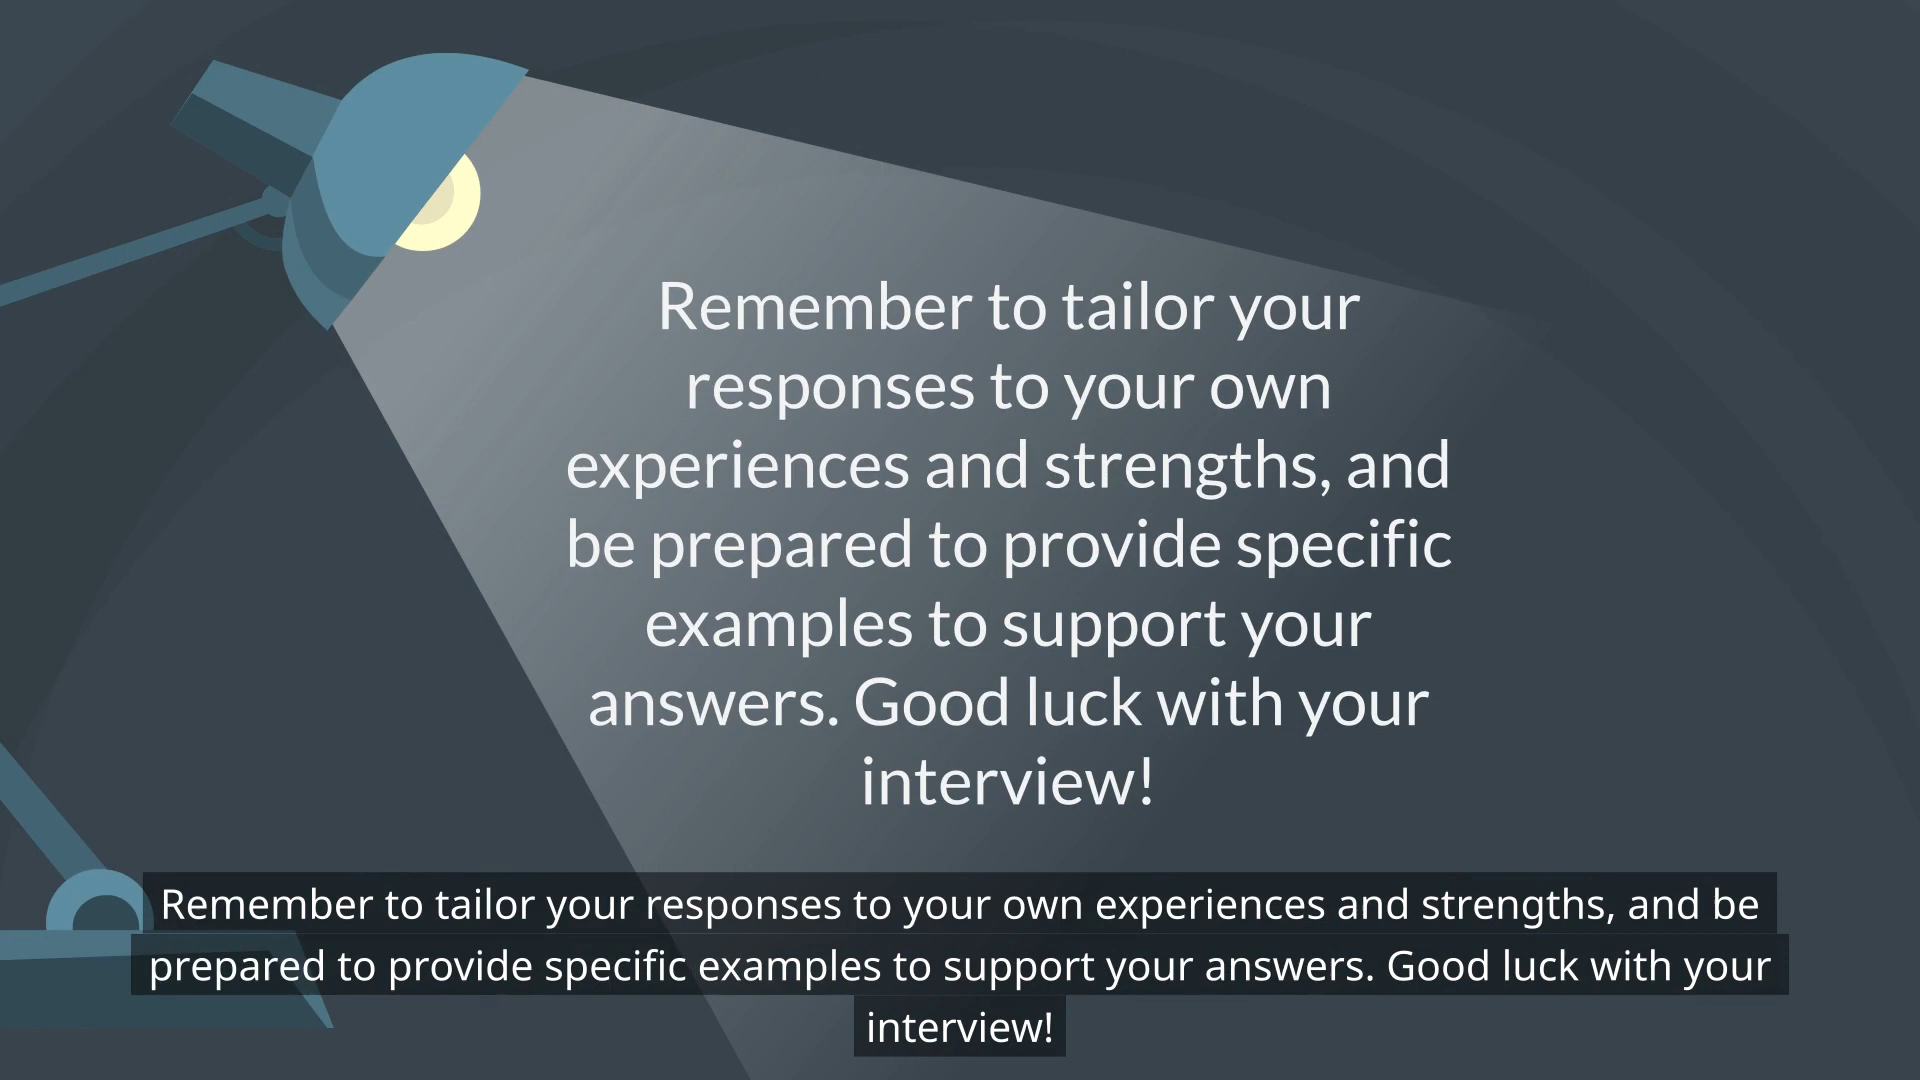 Remember to tailor your
responses to your own
experiences and strengths, and
be prepared to provide specific
examples to support your
answers. Good luck with your
interview!
Remember to tailor your responses to your own experiences and strengths, and be
prepared to provide specific examples to support your answers. Good luck with your
interview!